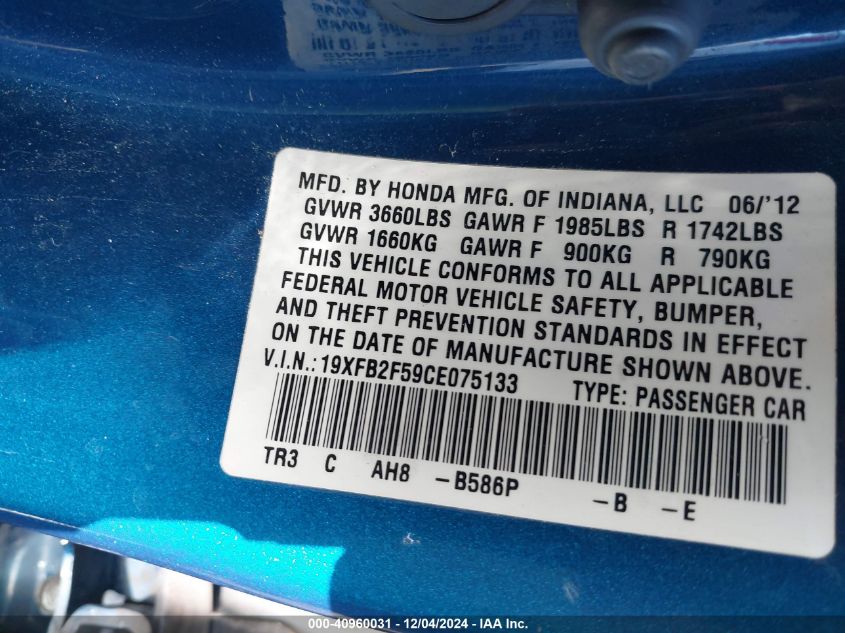 MFD. BY HONDA MFG. OF INDIANA, LLC 06/'12
GVWR 3660LBS GAWR F 1985LBS R 1742LBS
GVWR 1660KG GAWR F 900KG R 790KG
THIS VEHICLE CONFORMS TO ALL APPLICABLE
FEDERAL MOTOR VEHICLE SAFETY, BUMPER,
AND THEFT PREVENTION STANDARDS IN EFFECT
ON THE DATE OF MANUFACTURE SHOWN ABOVE.
V.I.N.:19XFB2F59CE075133 TYPE: PASSENGER CAR
TR3 C AH8 -B586P -B -E
000-40960031 - 12/04/2024 - IAA Inc.